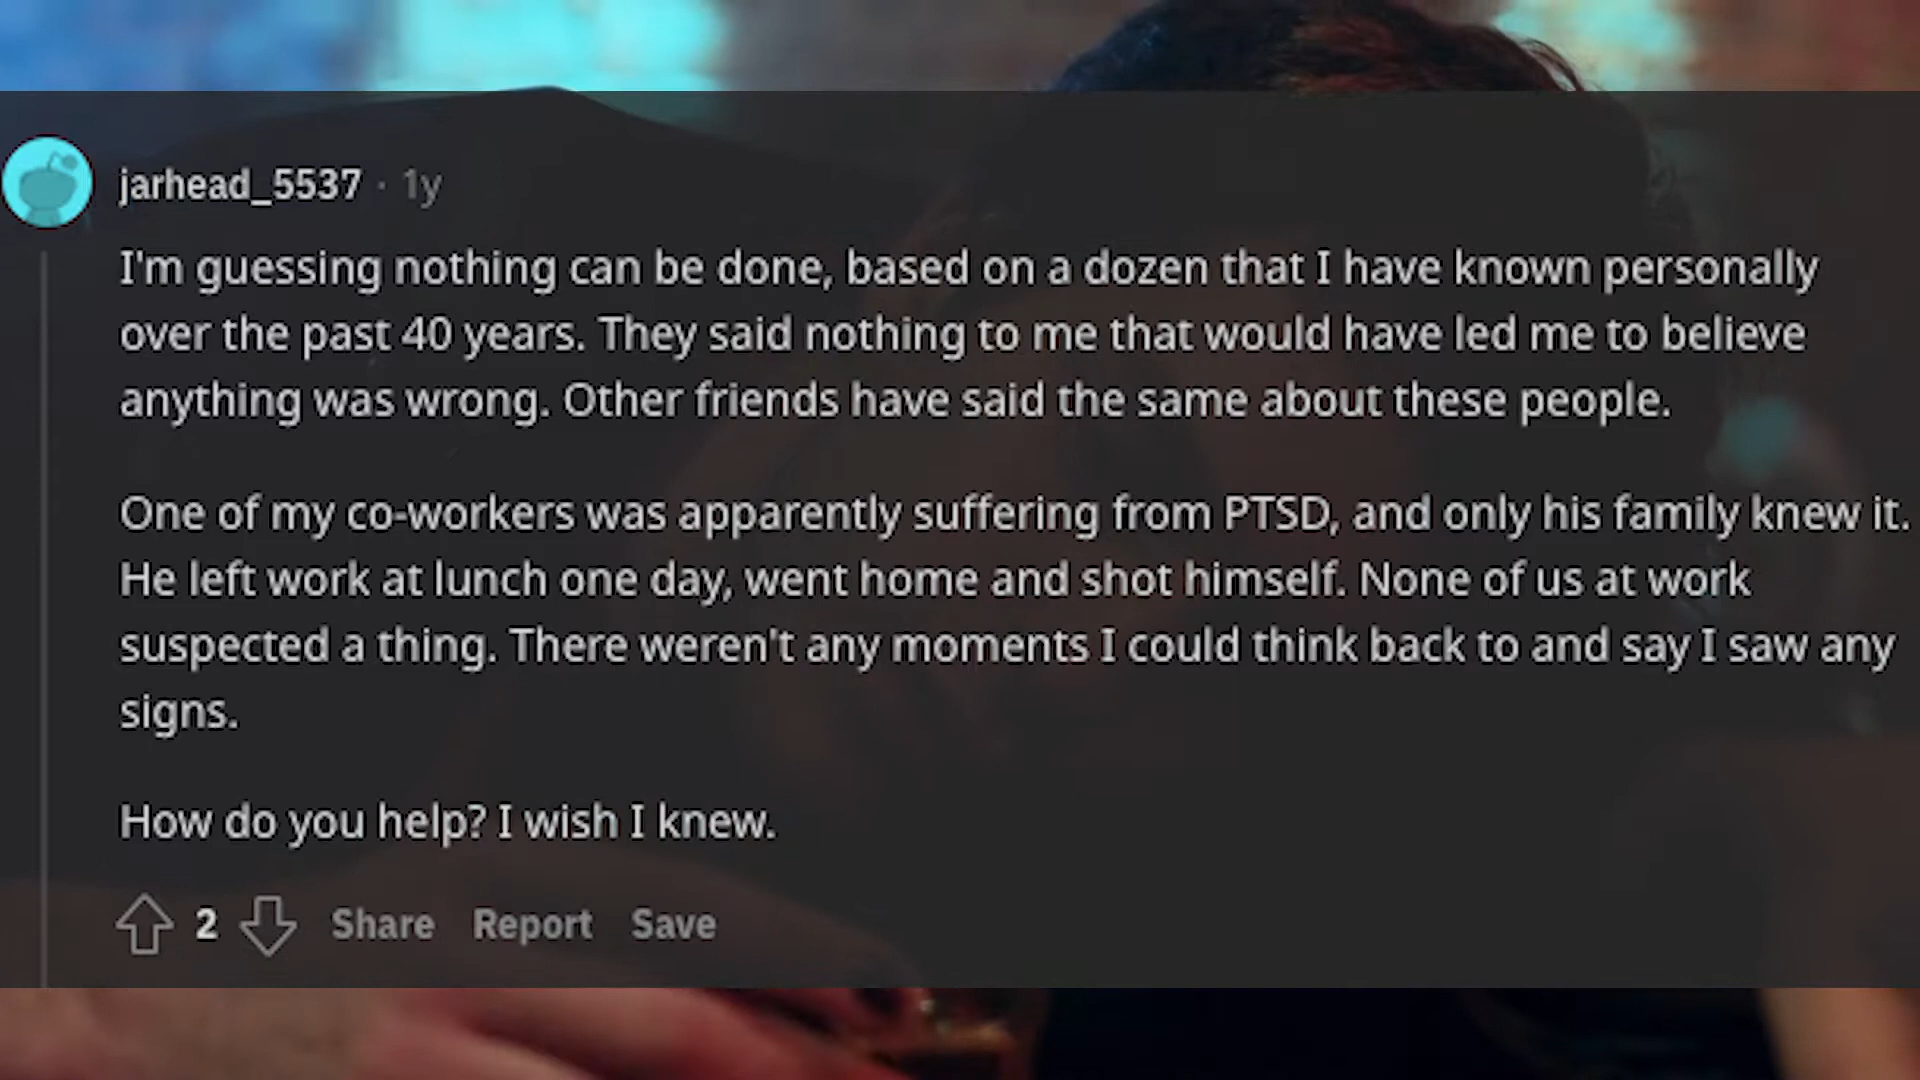 jarhead_5537 · 1y
I'm guessing nothing can be done, based on a dozen that I have known personally
over the past 40 years. They said nothing to me that would have led me to believe
anything was wrong. Other friends have said the same about these people.
One of my co-workers was apparently suffering from PTSD, and only his family knew it.
He left work at lunch one day, went home and shot himself. None of us at work
suspected a thing. There weren't any moments I could think back to and say I saw any
signs.
How do you help? I wish I knew.
2 Share Report Save